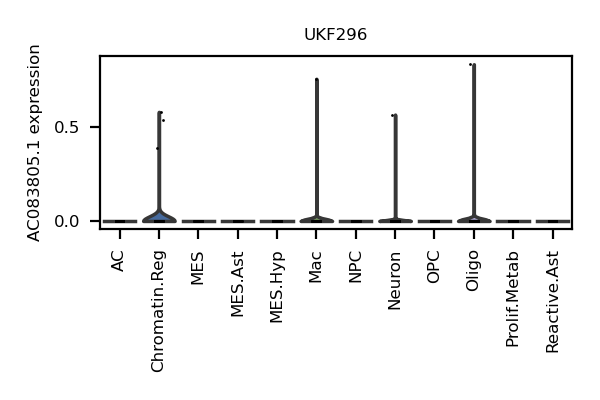 UKF296
AC083805.1 expression
0.5
0.0
AC
Chromatin.Reg
MES
MES.Ast
MES.Hyp
Mac
NPC
Neuron
OPC
Oligo
Prolif.Metab
Reactive.Ast